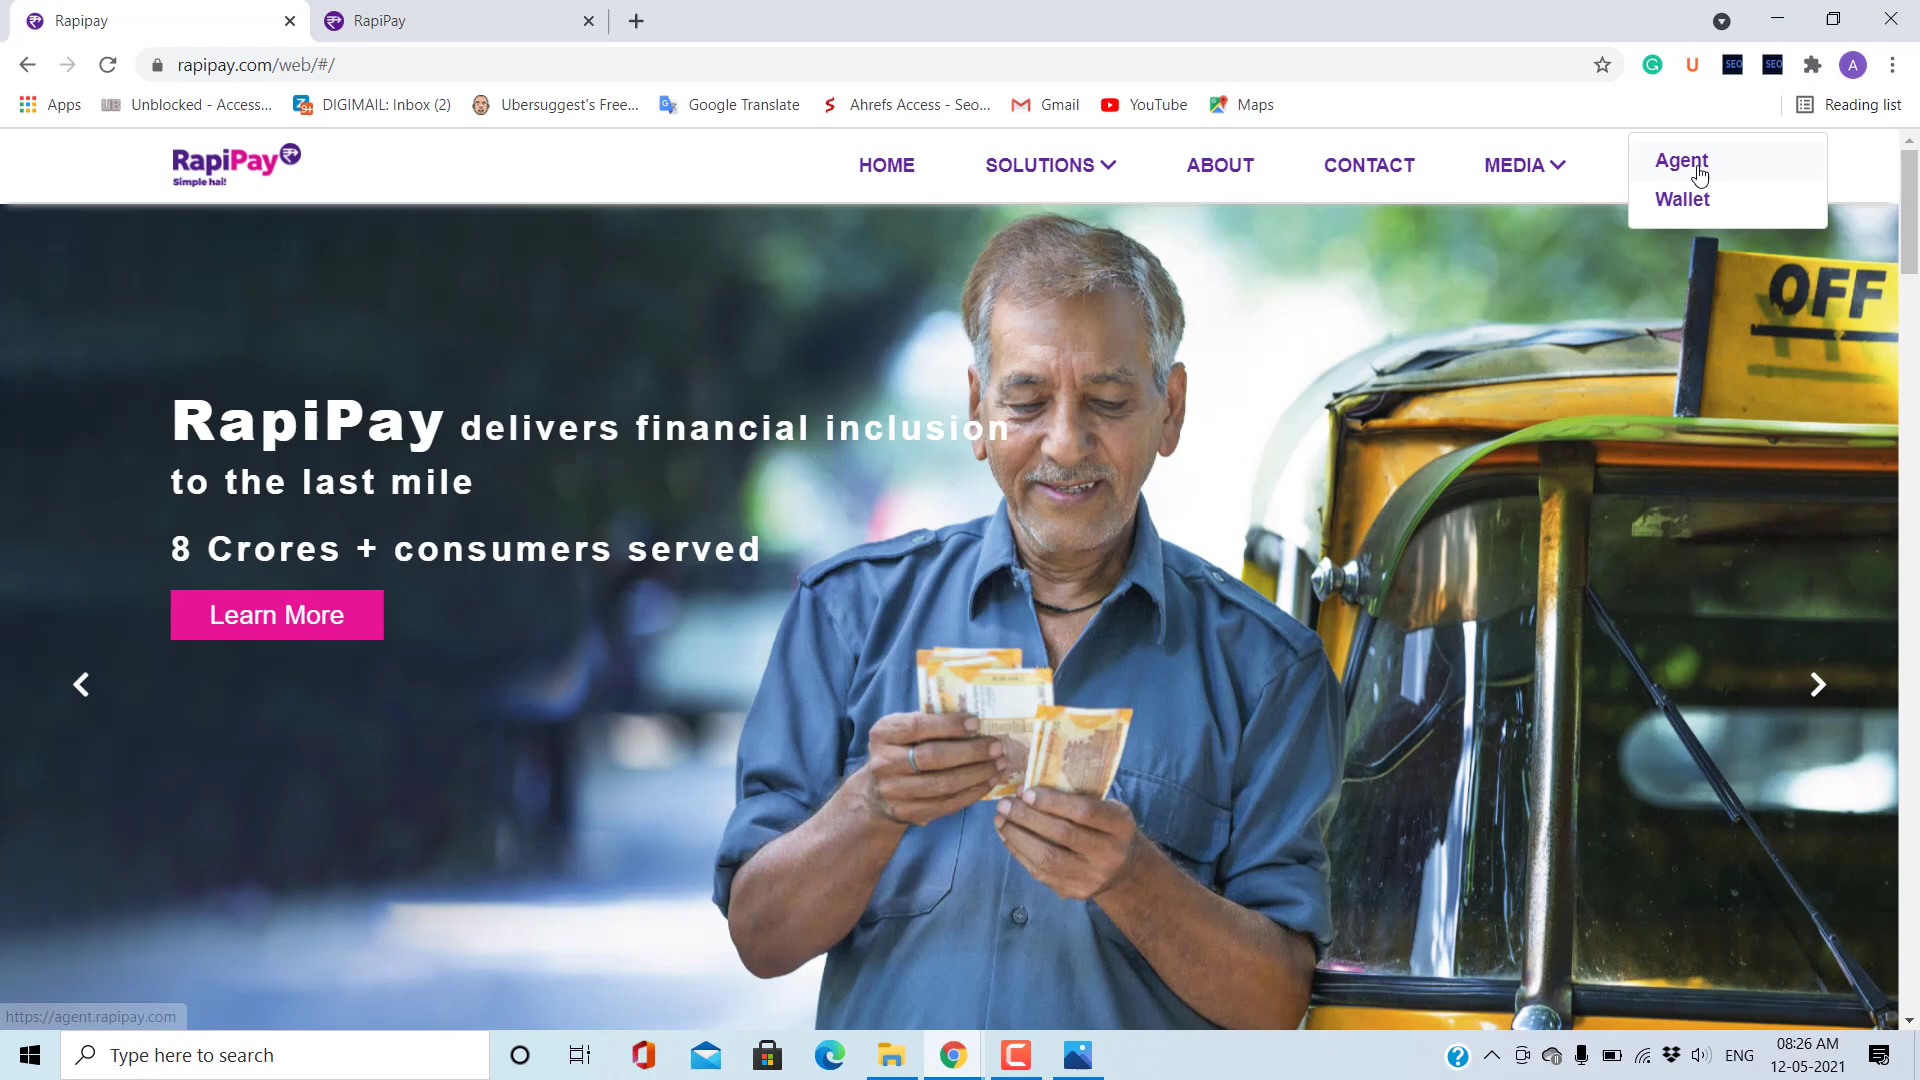 Rapipay
RapiPay
rapipay.com/web/#/
SEO
SEO
A
Apps
Unblocked - Access...
DIGIMAIL: Inbox (2)
Ubersuggest's Free...
Google Translate
Ahrefs Access - Seo...
Gmail
YouTube
Maps
Reading list
RapiPay
Simple hai!
HOME
SOLUTIONS
ABOUT
CONTACT
MEDIA
Agent
Wallet
OFF
RapiPay delivers financial inclusion
to the last mile
8 Crores + consumers served
Learn More
https://agent.rapipay.com
Type here to search
ENG
08:26 AM
12-05-2021